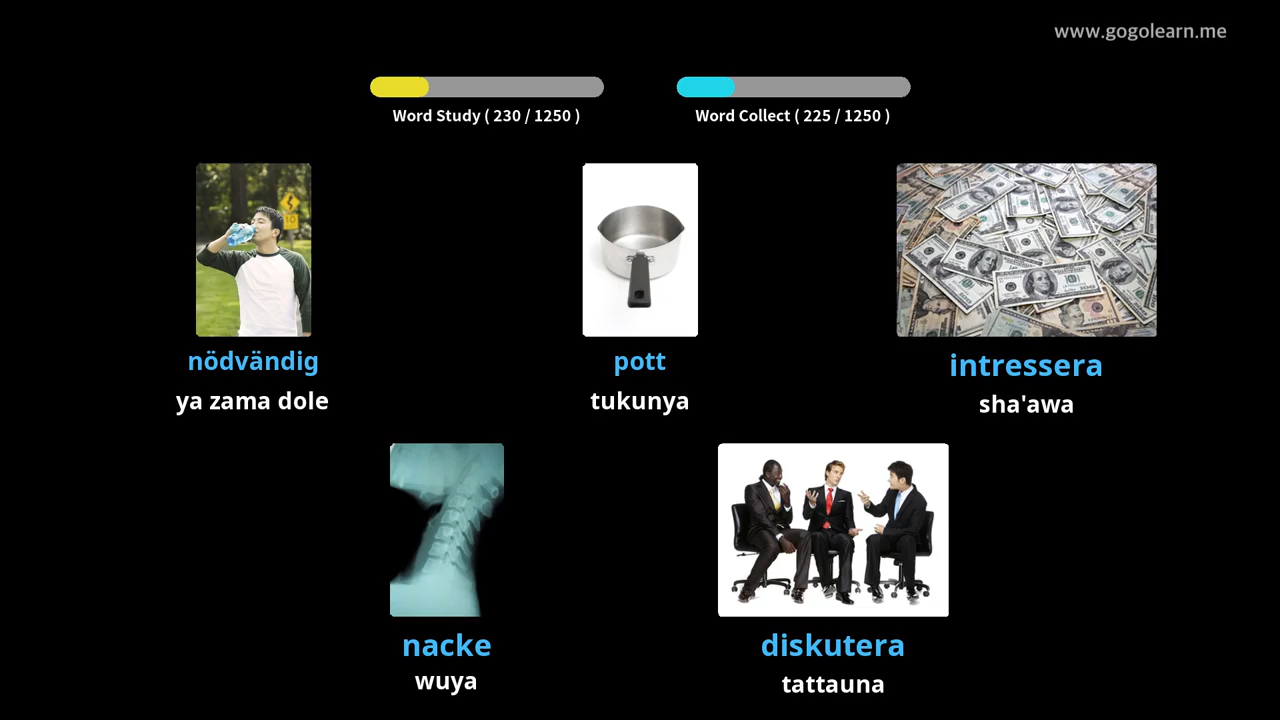 www.gogolearn.me
Word Study ( 230 / 1250 )
Word Collect ( 225 / 1250 )
nödvändig
ya zama dole
pott
tukunya
intressera
sha'awa
nacke
wuya
diskutera
tattauna